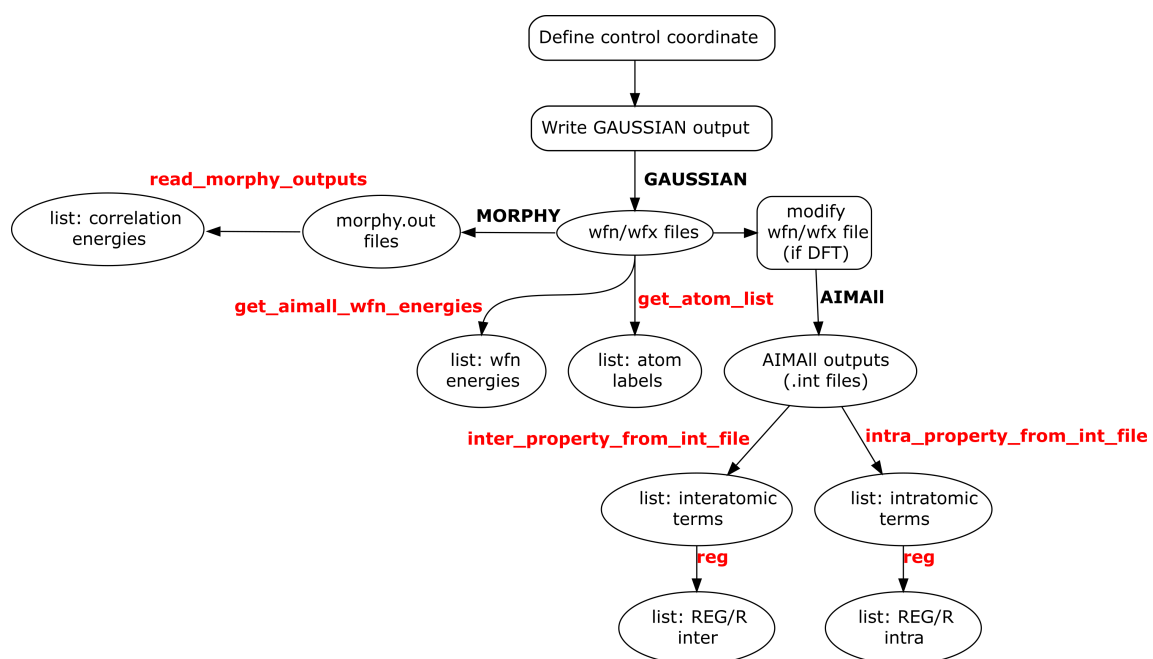 Define control coordinate
Write GAUSSIAN output
GAUSSIAN
read_morphy_outputs
list: correlation
energies
morphy.out
files
MORPHY
wfn/wfx files
modify
wfn/wfx file
(if DFT)
get_aimall_wfn_energies
get_atom_list
AIMAll
list: wfn
energies
list: atom
labels
AIMAll outputs
(.int files)
inter_property_from_int_file
intra_property_from_int_file
list: interatomic
terms
list: intratomic
terms
reg
reg
list: REG/R
inter
list: REG/R
intra